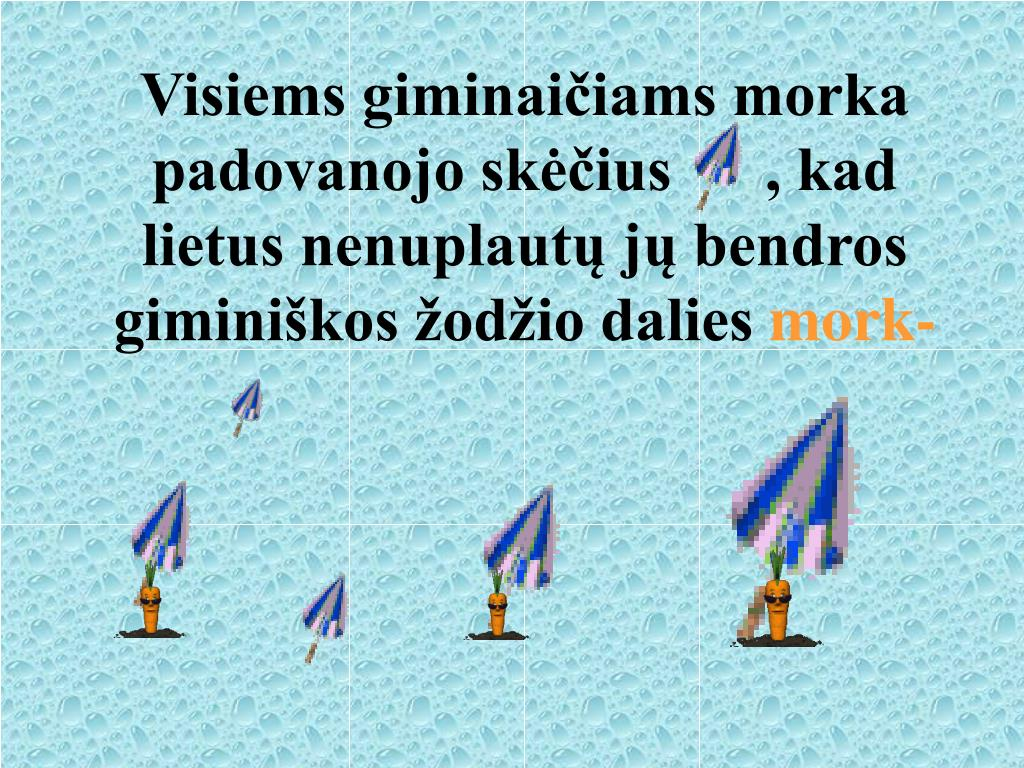 Visiems giminaičiams morka
padovanojo skėčius , kad
lietus nenuplautų jų bendros
giminiškos žodžio dalies mork-